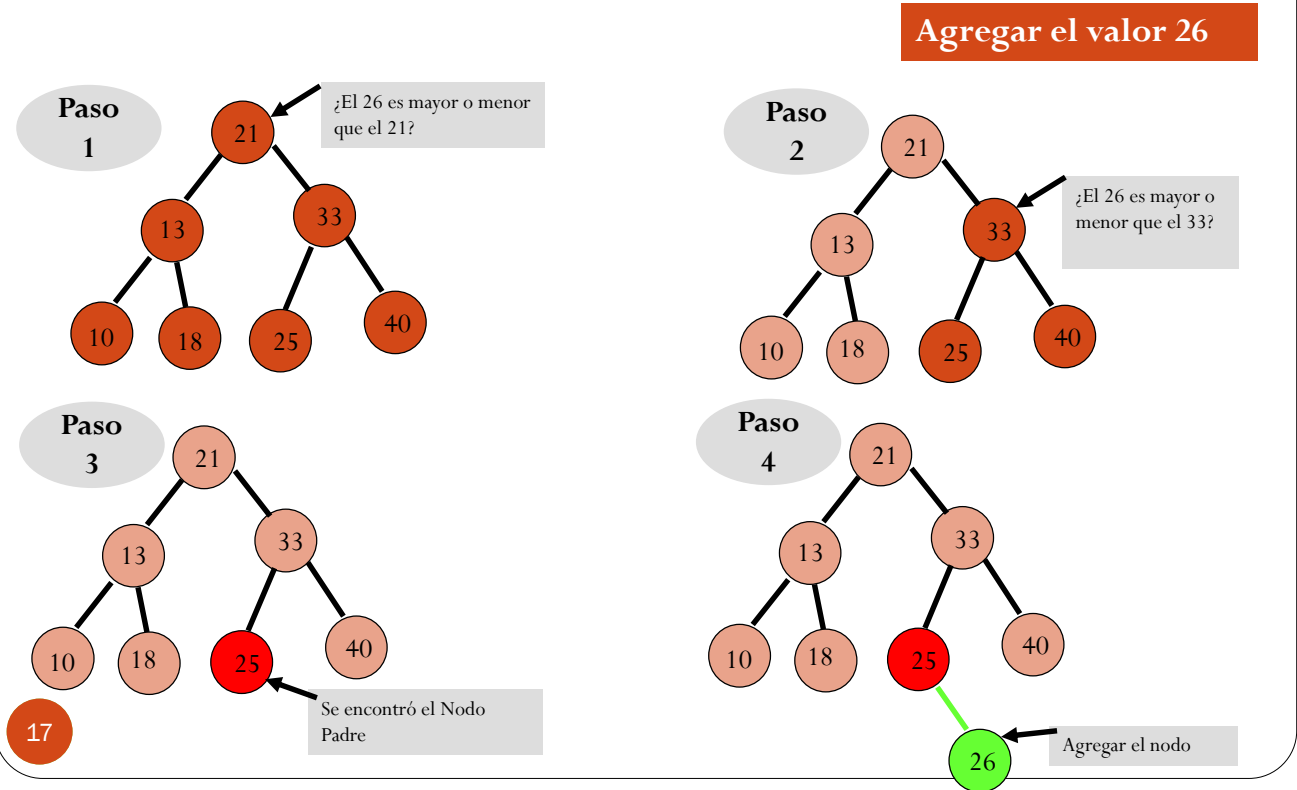 Agregar el valor 26
Paso
1
¿El 26 es mayor o menor
que el 21?
21
13
33
10
18
25
40
Paso
2
¿El 26 es mayor o
menor que el 33?
21
13
33
10
18
25
40
Paso
3
21
13
33
10
18
25
40
Se encontró el Nodo
Padre
Paso
4
21
13
33
10
18
25
40
26
Agregar el nodo
17